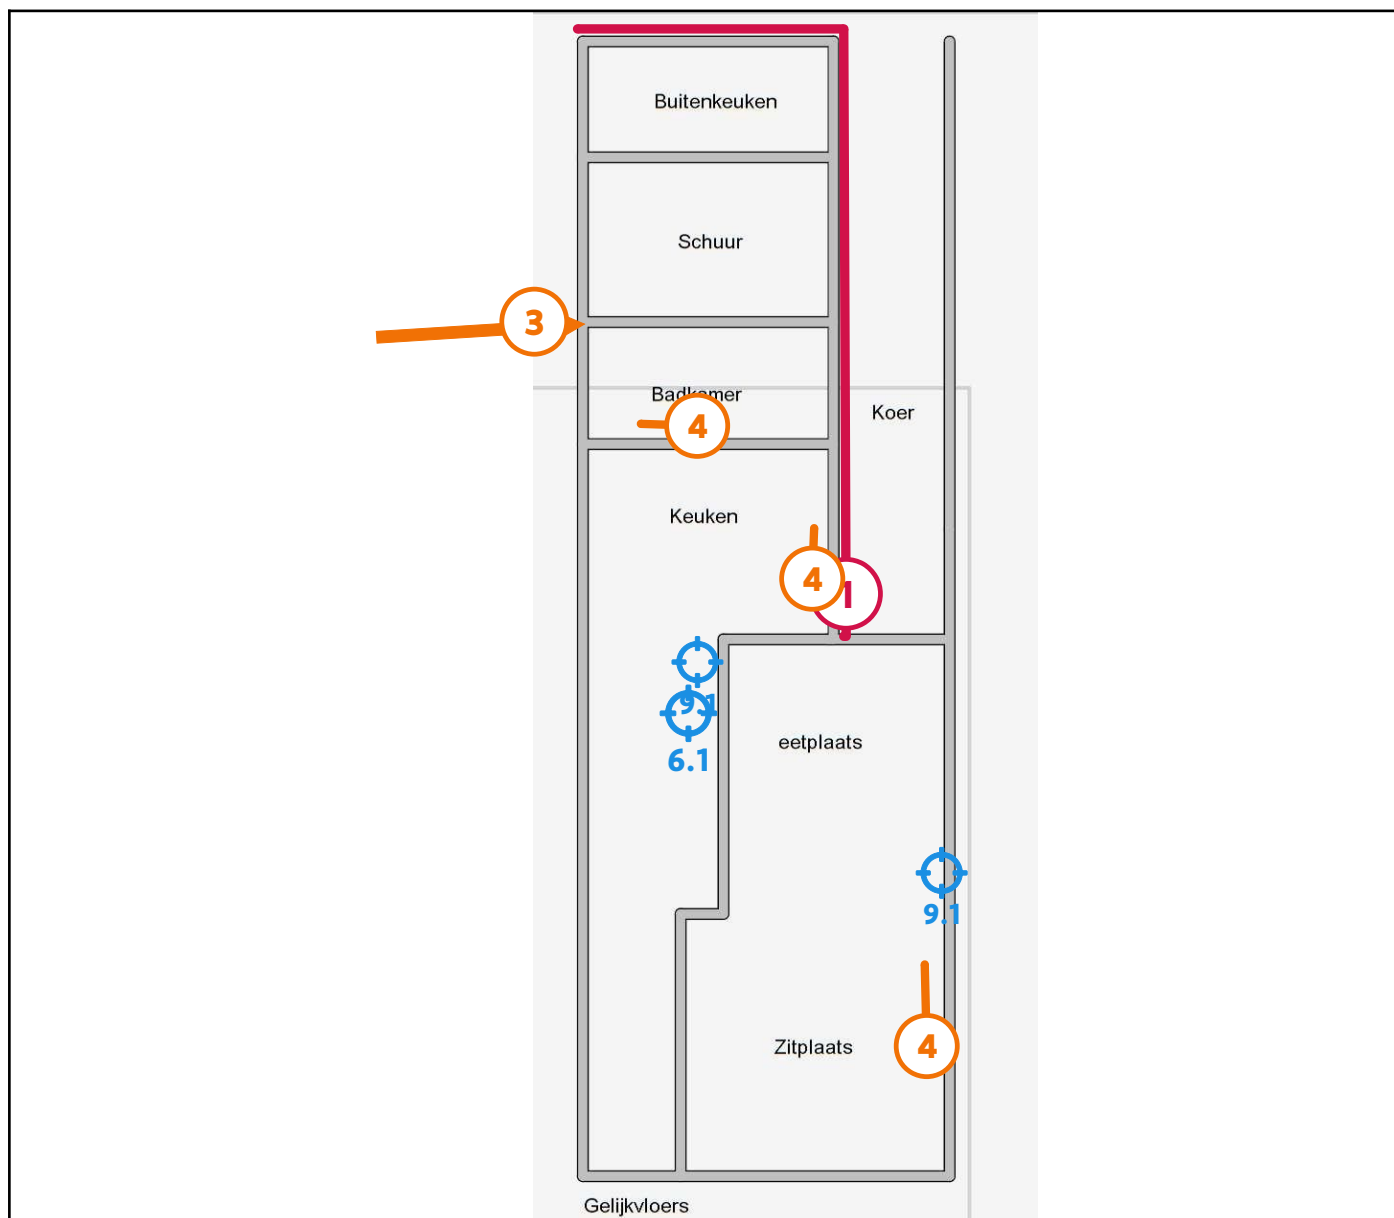 Buitenkeuken
Schuur
3
Badkamer
Koer
4
Keuken
4
1
9.1
6.1
eetplaats
9.1
Zitplaats
4
Gelijkvloers